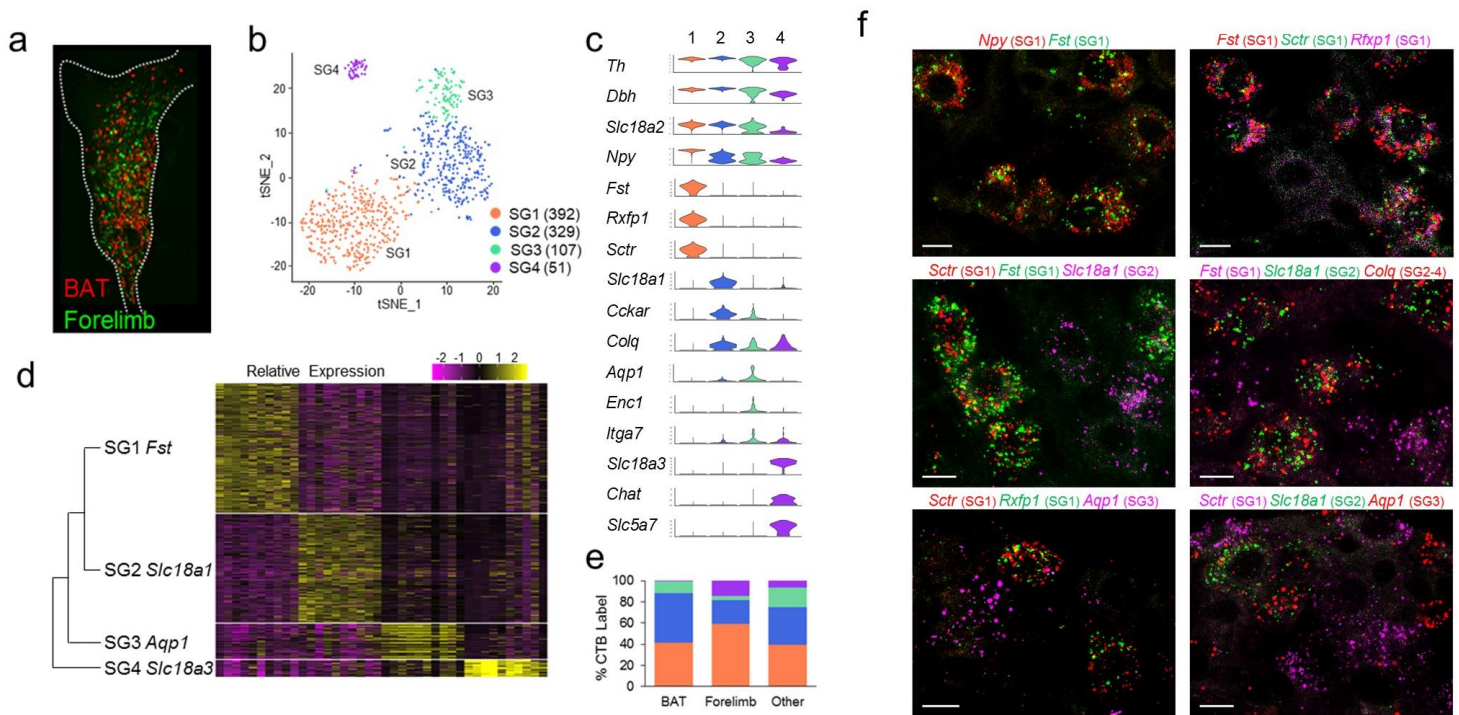 a
BAT
Forelimb
b
SG4
SG3
SG2
SG1
20
10
0
-10
-20
tSNE_2
-20
-10
0
10
20
tSNE_1
SG1 (392)
SG2 (329)
SG3 (107)
SG4 (51)
c
1 2 3 4
Th
Dbh
Slc18a2
Npy
Fst
Rxfp1
Sctr
Slc18a1
Cckar
Colq
Aqp1
Enc1
Itga7
Slc18a3
Chat
Slc5a7
d
Relative Expression
-2 -1 0 1 2
SG1 Fst
SG2 Slc18a1
SG3 Aqp1
SG4 Slc18a3
e
100
80
60
40
20
0
% CTB Label
BAT Forelimb Other
f
Npy (SG1) Fst (SG1)
Fst (SG1) Sctr (SG1) Rfxp1 (SG1)
Sctr (SG1) Fst (SG1) Slc18a1 (SG2)
Fst (SG1) Slc18a1 (SG2) Colq (SG2-4)
Sctr (SG1) Rxfp1 (SG1) Aqp1 (SG3)
Sctr (SG1) Slc18a1 (SG2) Aqp1 (SG3)